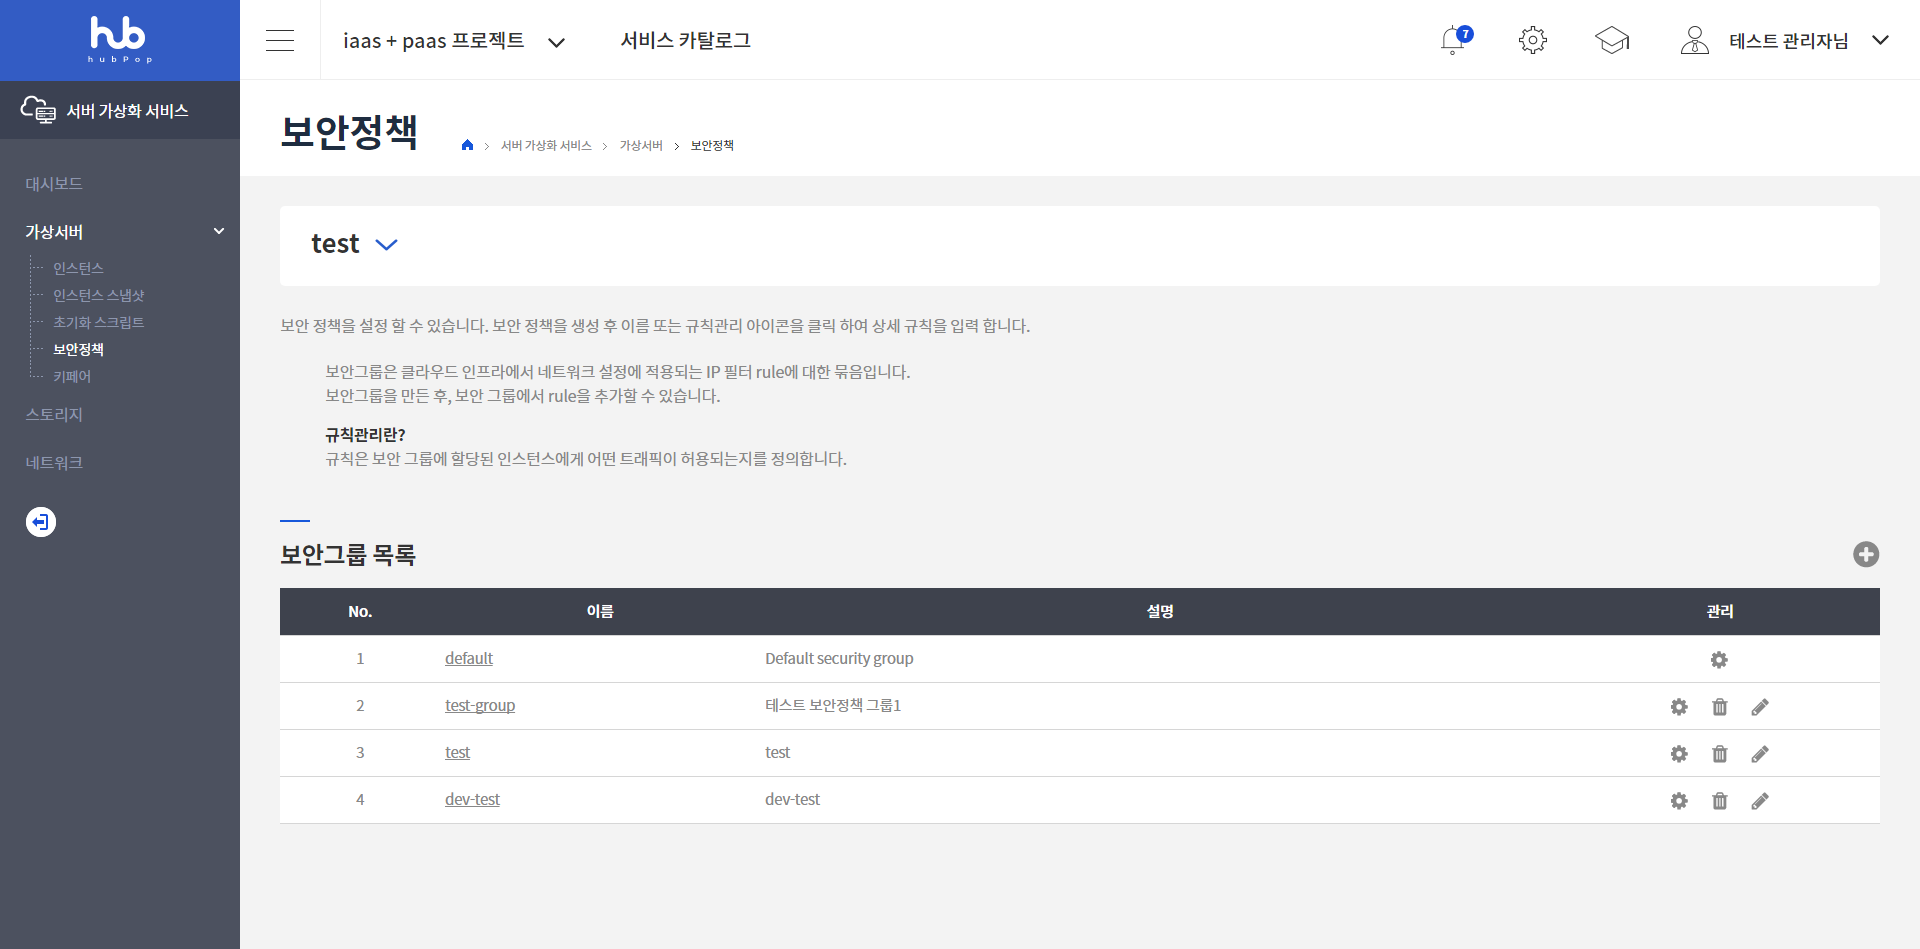 hub
hubPop
iaas + paas 프로젝트
서비스 카탈로그
7
테스트 관리자님
서버 가상화 서비스
대시보드
가상서버
인스턴스
인스턴스 스냅샷
초기화 스크립트
보안정책
키페어
스토리지
네트워크
보안정책
서버 가상화 서비스
가상서버
보안정책
test
보안 정책을 설정 할 수 있습니다. 보안 정책을 생성 후 이름 또는 규칙관리 아이콘을 클릭 하여 상세 규칙을 입력 합니다.
보안그룹은 클라우드 인프라에서 네트워크 설정에 적용되는 IP 필터 rule에 대한 묶음입니다.
보안그룹을 만든 후, 보안 그룹에서 rule을 추가할 수 있습니다.
규칙관리란?
규칙은 보안 그룹에 할당된 인스턴스에게 어떤 트래픽이 허용되는지를 정의합니다.
보안그룹 목록
No. 이름 설명 관리
1 default Default security group
2 test-group 테스트 보안정책 그룹1
3 test test
4 dev-test dev-test